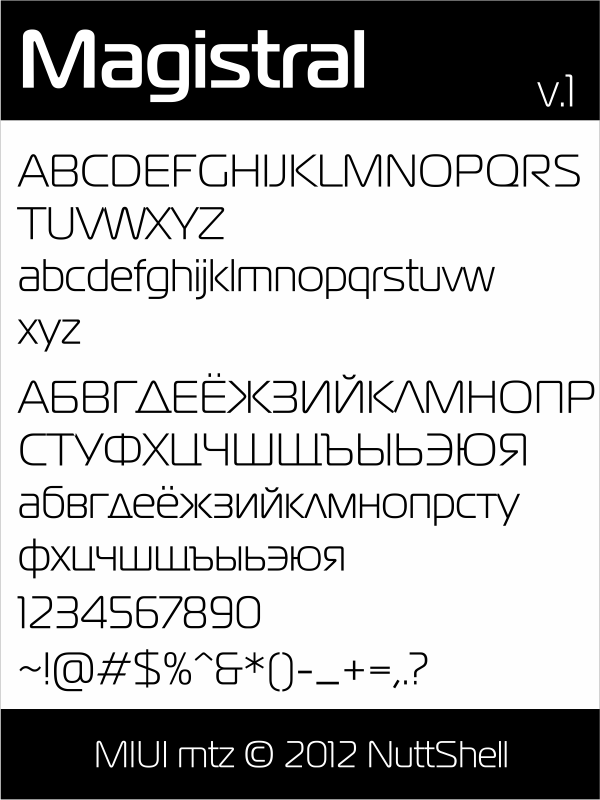 Magistral
v.1
ABCDEFGHIJKLMNOPQRS
TUVWXYZ
abcdefghijklmnopqrstuvw
xyz
АБВГДЕЁЖЗИЙКЛМНОПР
СТУФХЦЧШЩЪЫЬЭЮЯ
абвгдеёжзийклмнопрсту
фхцчшщъыьэюя
1234567890
~!@#$%^&*()-_+=,.?
MIUI mtz © 2012 NuttShell